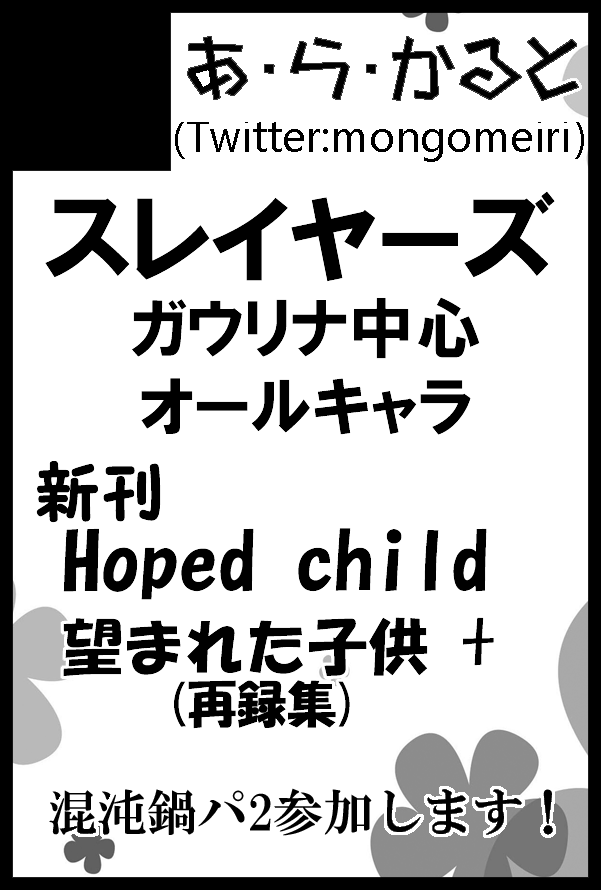 あ・ら・かると
(Twitter:mongomeiri)
スレイヤーズ
ガウリナ中心
オールキャラ
新刊
Hoped child
望まれた子供 +
(再録集)
混沌鍋パ2参加します！